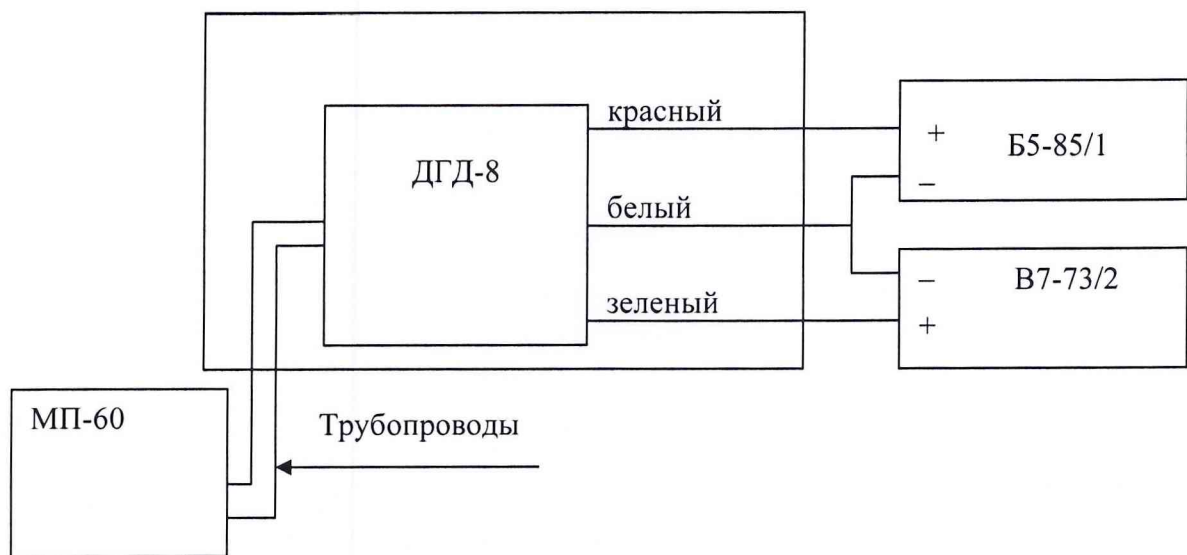 красный
+
Б5-85/1
ДГД-8
–
белый
–
В7-73/2
зеленый
+
МП-60
Трубопроводы